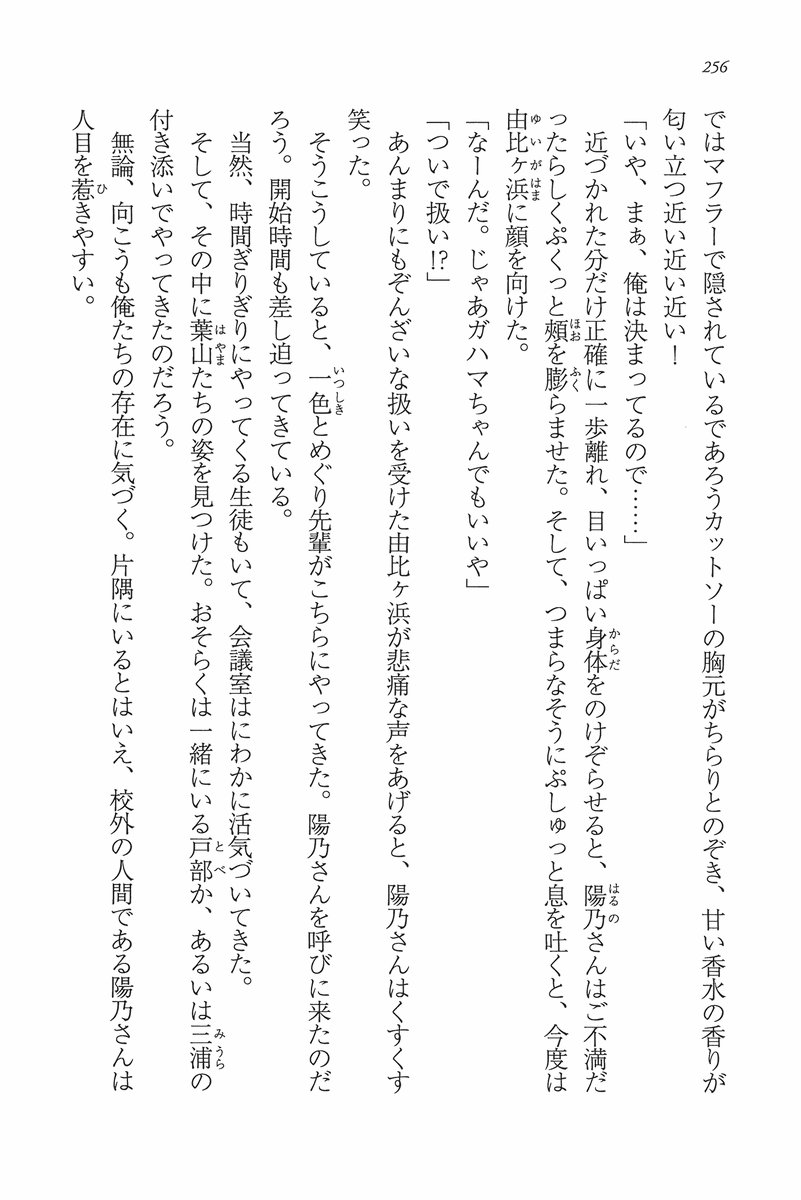 256
ではマフラーで隠されているであろうカットソーの胸元がちらりとのぞき、甘い香水の香りが
匂い立つ近い近い近い！
「いや、まぁ、俺は決まってるので……」
近づかれた分だけ正確に一歩離れ、目いっぱい身体をのけぞらせると、陽乃さんはご不満だ
ったらしくぷくっと頰を膨らませた。そして、つまらなそうにぷしゅっと息を吐くと、今度は
由比ヶ浜に顔を向けた。
「なーんだ。じゃあガハマちゃんでもいいや」
「ついで扱い!?」
あんまりにもぞんざいな扱いを受けた由比ヶ浜が悲痛な声をあげると、陽乃さんはくすくす
笑った。
そうこうしていると、一色とめぐり先輩がこちらにやってきた。陽乃さんを呼びに来たのだ
ろう。開始時間も差し迫ってきている。
当然、時間ぎりぎりにやってくる生徒もいて、会議室はにわかに活気づいてきた。
そして、その中に葉山たちの姿を見つけた。おそらくは一緒にいる戸部か、あるいは三浦の
付き添いでやってきたのだろう。
無論、向こうも俺たちの存在に気づく。片隅にいるとはいえ、校外の人間である陽乃さんは
人目を惹きやすい。